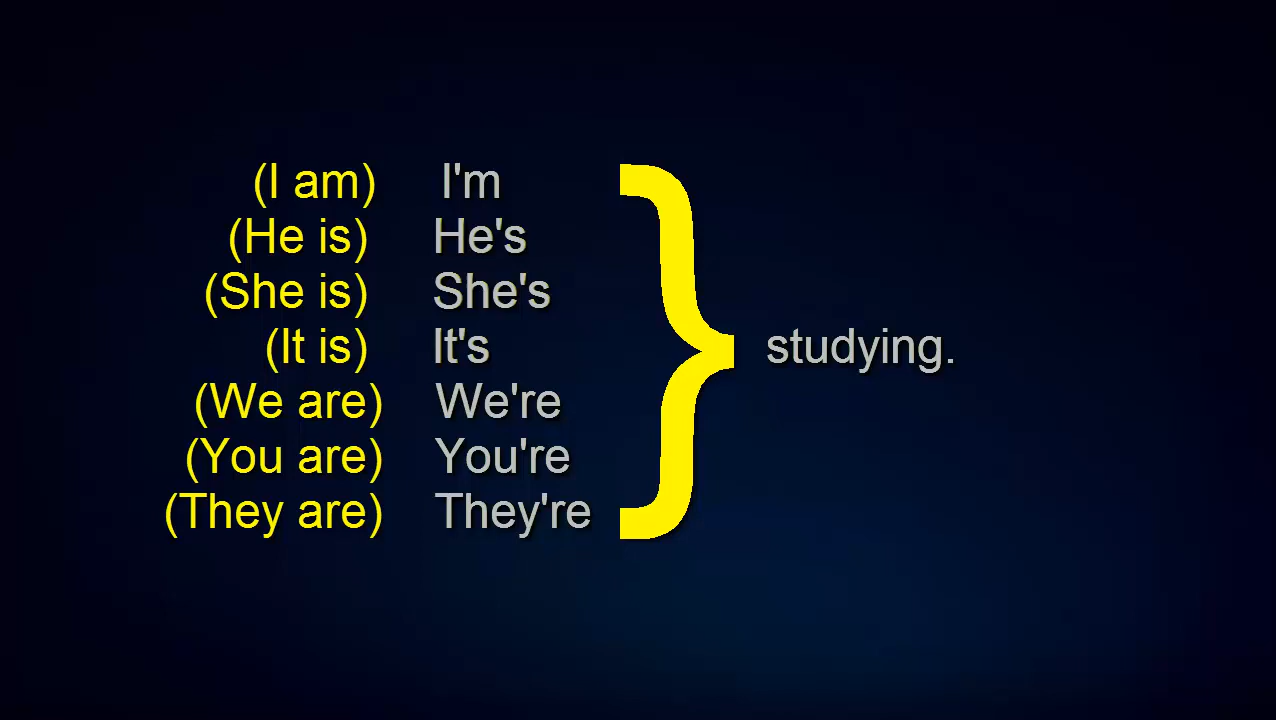 (I am) I'm
(He is) He's
(She is) She's
(It is) It's studying.
(We are) We're
(You are) You're
(They are) They're